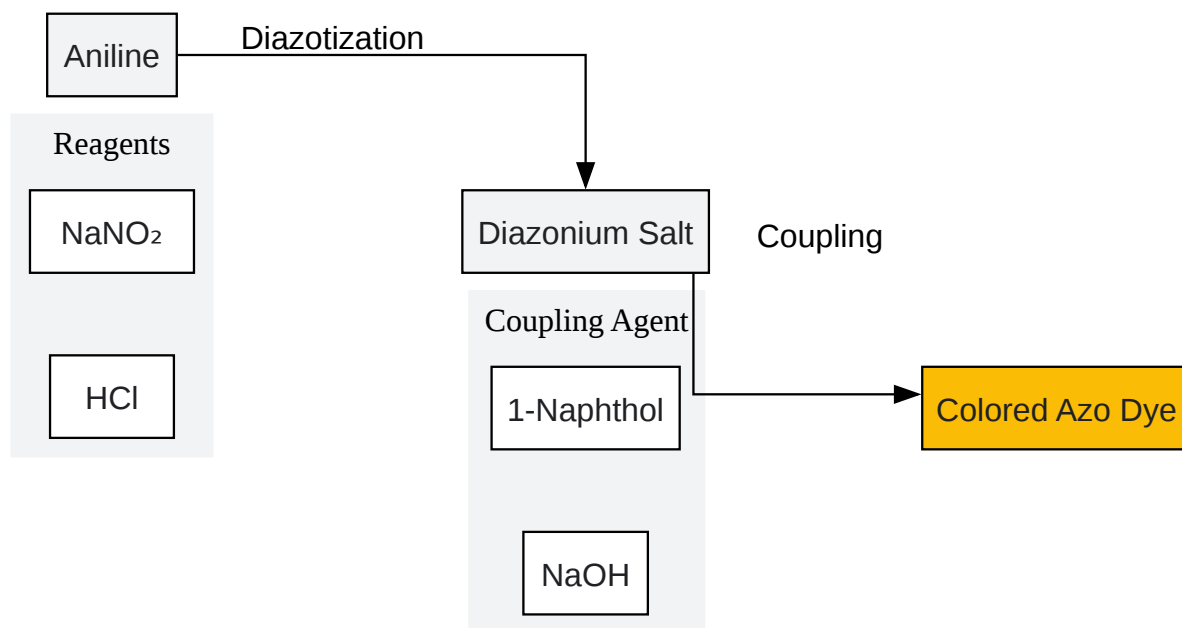 Aniline
Diazotization
Reagents
NaNO₂
HCl
Diazonium Salt
Coupling
Coupling Agent
1-Naphthol
NaOH
Colored Azo Dye